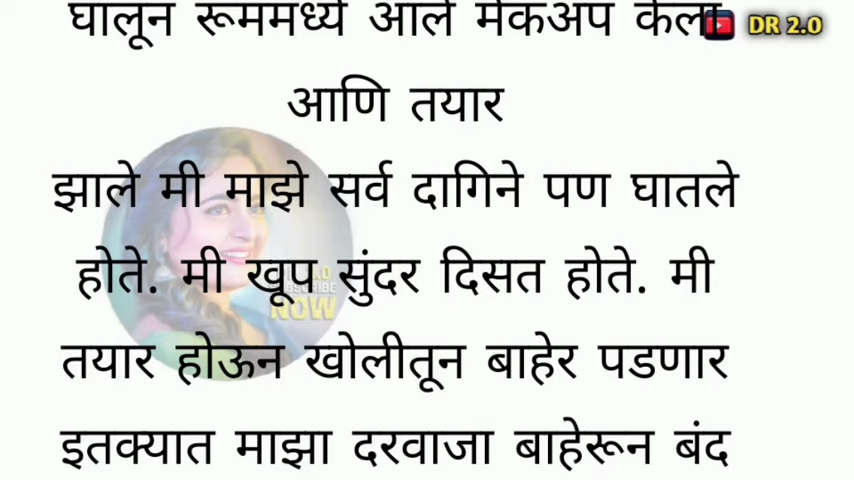 घालून रूममध्ये आले मेकअप केला
DR 2.0
आणि तयार
झाले मी माझे सर्व दागिने पण घातले
होते. मी खूप सुंदर दिसत होते. मी
NOW
तयार होऊन खोलीतून बाहेर पडणार
इतक्यात माझा दरवाजा बाहेरून बंद